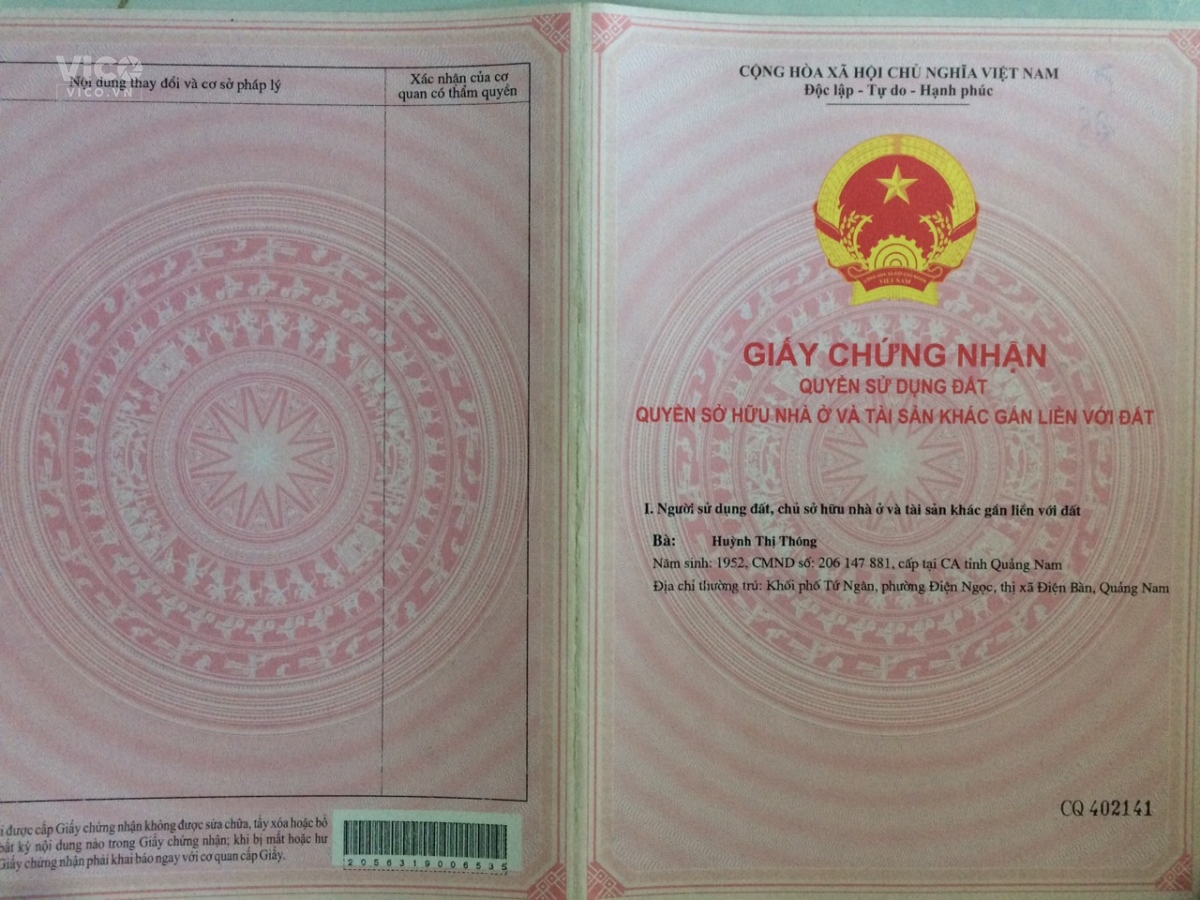 VICO
VICO.VN
Nội dung thay đổi và cơ sở pháp lý
Xác nhận của cơ
quan có thẩm quyền
i được cấp Giấy chứng nhận không được sửa chữa, tẩy xóa hoặc bổ
bất kỳ nội dung nào trong Giấy chứng nhận; khi bị mất hoặc hư
Giấy chứng nhận phải khai báo ngay với cơ quan cấp Giấy.
2056319006535
CỘNG HÒA XÃ HỘI CHỦ NGHĨA VIỆT NAM
Độc lập - Tự do - Hạnh phúc
VIỆT NAM
GIẤY CHỨNG NHẬN
QUYỀN SỬ DỤNG ĐẤT
QUYỀN SỞ HỮU NHÀ Ở VÀ TÀI SẢN KHÁC GẮN LIỀN VỚI ĐẤT
I. Người sử dụng đất, chủ sở hữu nhà ở và tài sản khác gắn liền với đất
Bà: Huỳnh Thị Thông
Năm sinh: 1952, CMND số: 206 147 881, cấp tại CA tỉnh Quảng Nam
Địa chỉ thường trú: Khối phố Tứ Ngân, phường Điện Ngọc, thị xã Điện Bàn, Quảng Nam
CQ 402141